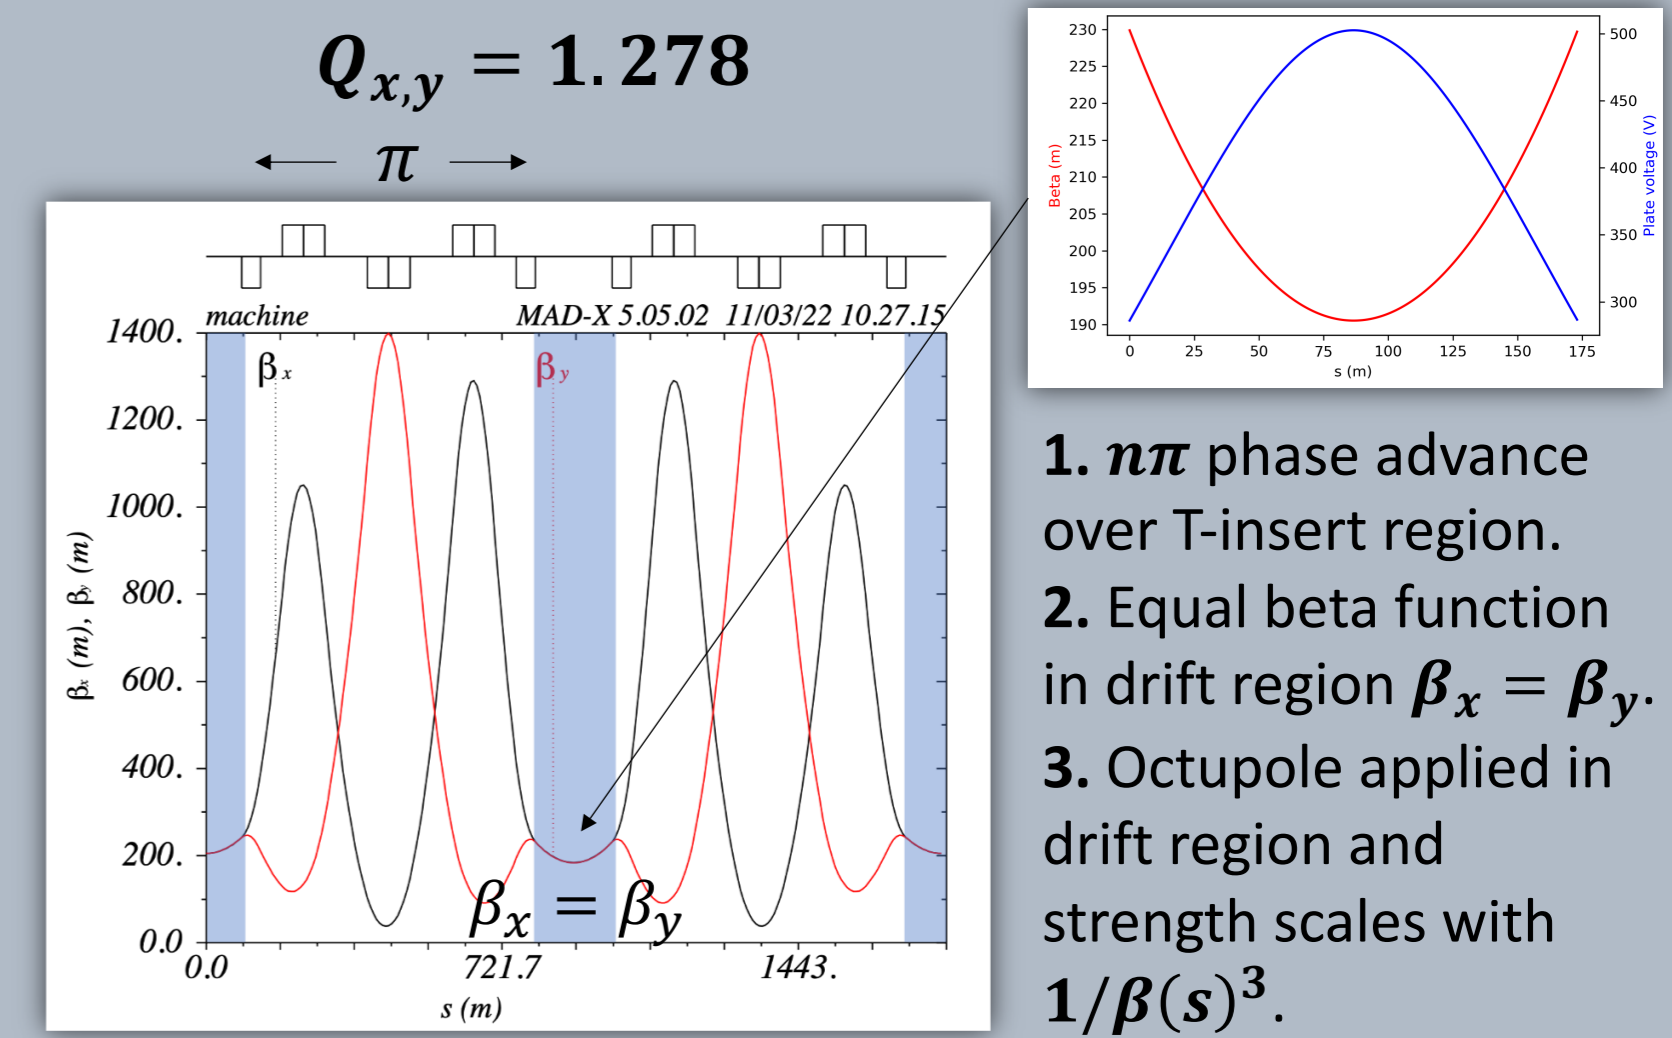 Q_{x,y} = 1.278
π
machine MAD-X 5.05.02 11/03/22 10.27.15
β_x
β_y
1400.
1200.
1000.
800.
600.
400.
200.
0.0
β_x (m), β_y (m)
β_x = β_y
0.0 721.7 1443.
s (m)
230
225
220
215
210
205
200
195
190
Beta (m)
500
450
400
350
300
Plate voltage (V)
0 25 50 75 100 125 150 175
s (m)
1. nπ phase advance
over T-insert region.
2. Equal beta function
in drift region β_x = β_y.
3. Octupole applied in
drift region and
strength scales with
1/β(s)³.